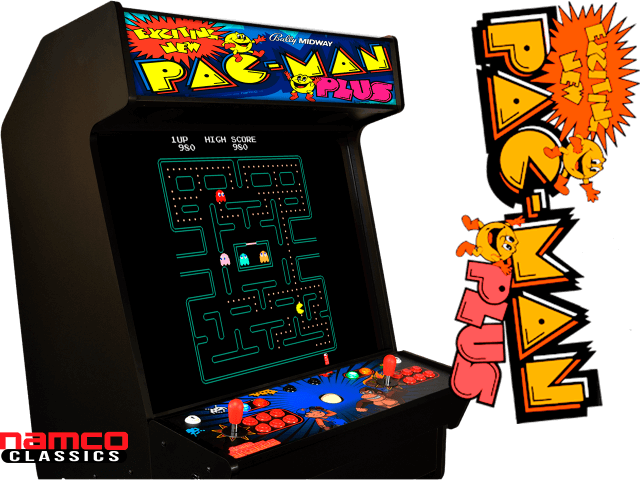 EXCITING
NEW
Bally MIDWAY
PAC-MAN
PLUS
1UP HIGH SCORE
980 980
EXCITING
NEW
PAC-MAN
PLUS
namco
CLASSICS